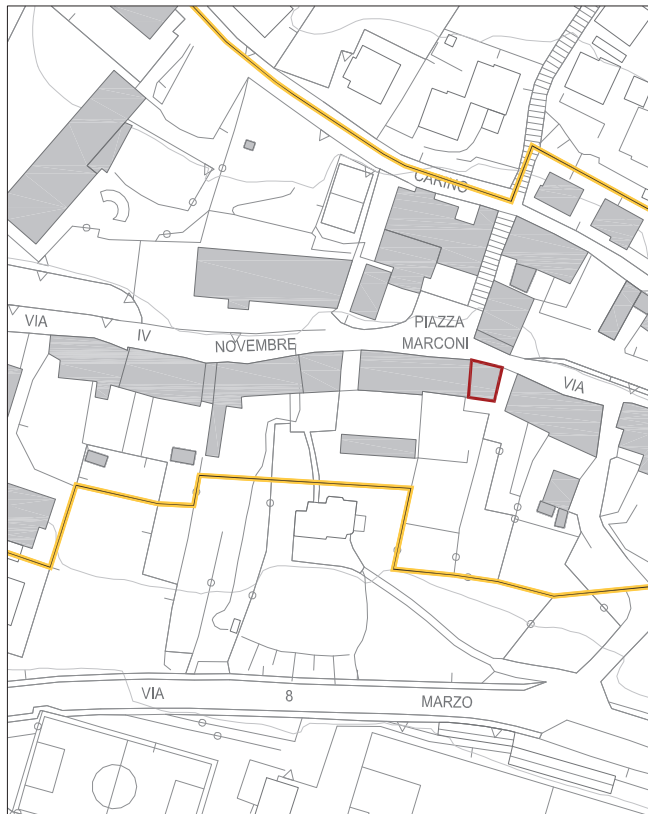 CARINO
VIA IV NOVEMBRE
PIAZZA
MARCONI
VIA
VIA 8 MARZO